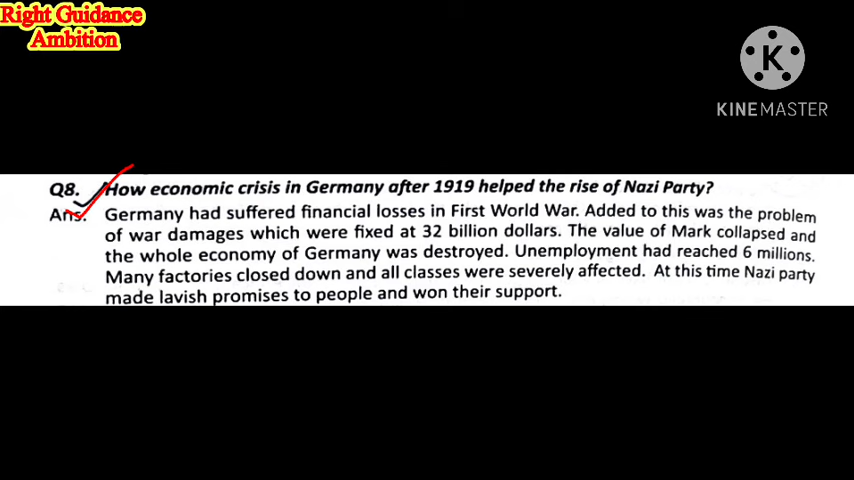 Right Guidance
Ambition
K
KINEMASTER
Q8. How economic crisis in Germany after 1919 helped the rise of Nazi Party?
Ans. Germany had suffered financial losses in First World War. Added to this was the problem
of war damages which were fixed at 32 billion dollars. The value of Mark collapsed and
the whole economy of Germany was destroyed. Unemployment had reached 6 millions.
Many factories closed down and all classes were severely affected. At this time Nazi party
made lavish promises to people and won their support.